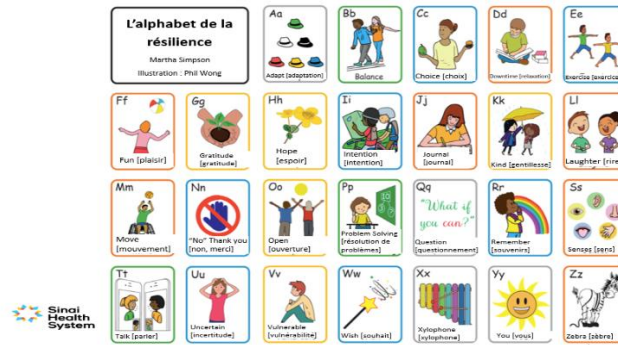 L'alphabet de la
résilience
Martha Simpson
Illustration : Phil Wong
Aa
Adapt [adaptation]
Bb
Balance
Cc
Choice [choix]
Dd
Downtime [relaxation]
Ee
Exercise [exercice
Ff
Fun [plaisir]
Gg
Gratitude
[gratitude]
Hh
Hope
[espoir]
Ii
Intention
[intention]
Jj
Journal
[journal]
Kk
Kind [gentillesse]
Ll
Laughter [rire
Mm
Move
[mouvement]
Nn
"No" Thank you
[non, merci]
Oo
Open
[ouverture]
Pp
Problem Solving
[résolution de
problèmes]
Qq
"What if
you can?"
Question
[questionnement]
Rr
Remember
[souvenirs]
Ss
Senses [sens]
Tt
Talk [parler]
Uu
Uncertain
[incertitude]
Vv
Vulnerable
[vulnérabilité]
Ww
Wish [souhait]
Xx
Xylophone
[xylophone]
Yy
You [vous]
Zz
Zebra [zèbre]
Sinai
Health
System